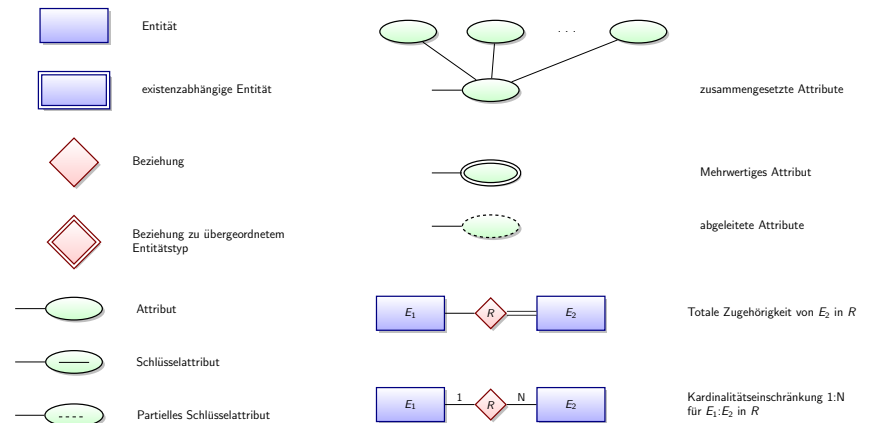 Entität
existenzabhängige Entität
Beziehung
Beziehung zu übergeordnetem
Entitätstyp
Attribut
Schlüsselattribut
Partielles Schlüsselattribut
. . .
zusammengesetzte Attribute
Mehrwertiges Attribut
abgeleitete Attribute
E₁ R E₂
Totale Zugehörigkeit von E₂ in R
E₁ 1 R N E₂
Kardinalitätseinschränkung 1:N
für E₁:E₂ in R